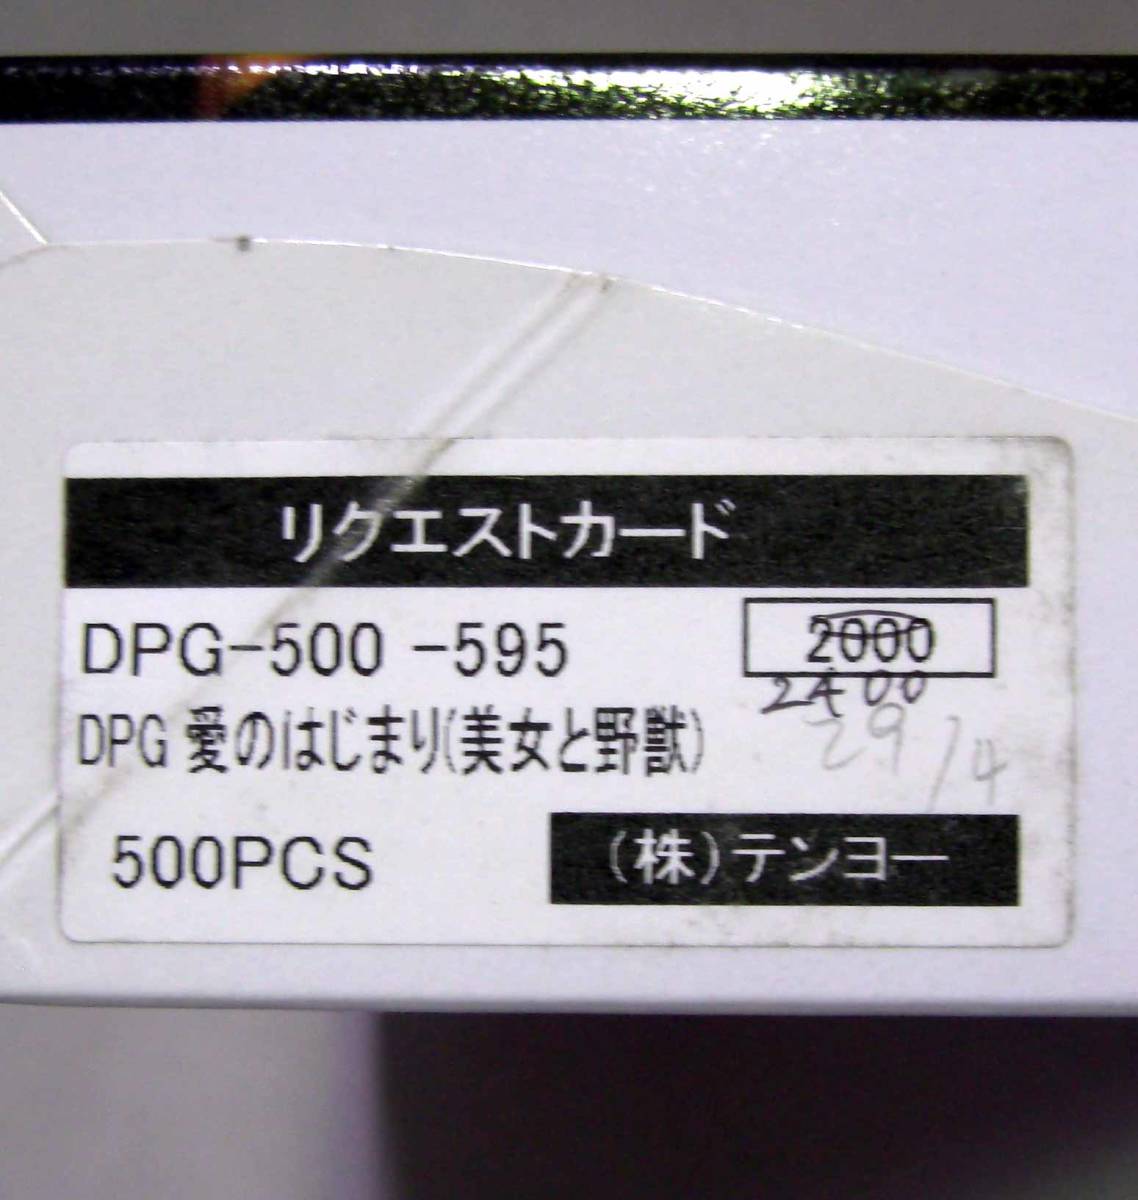 リクエストカード
DPG-500 -595
2000
2400
DPG 愛のはじまり(美女と野獣)
29/4
500PCS
(株)テンヨー